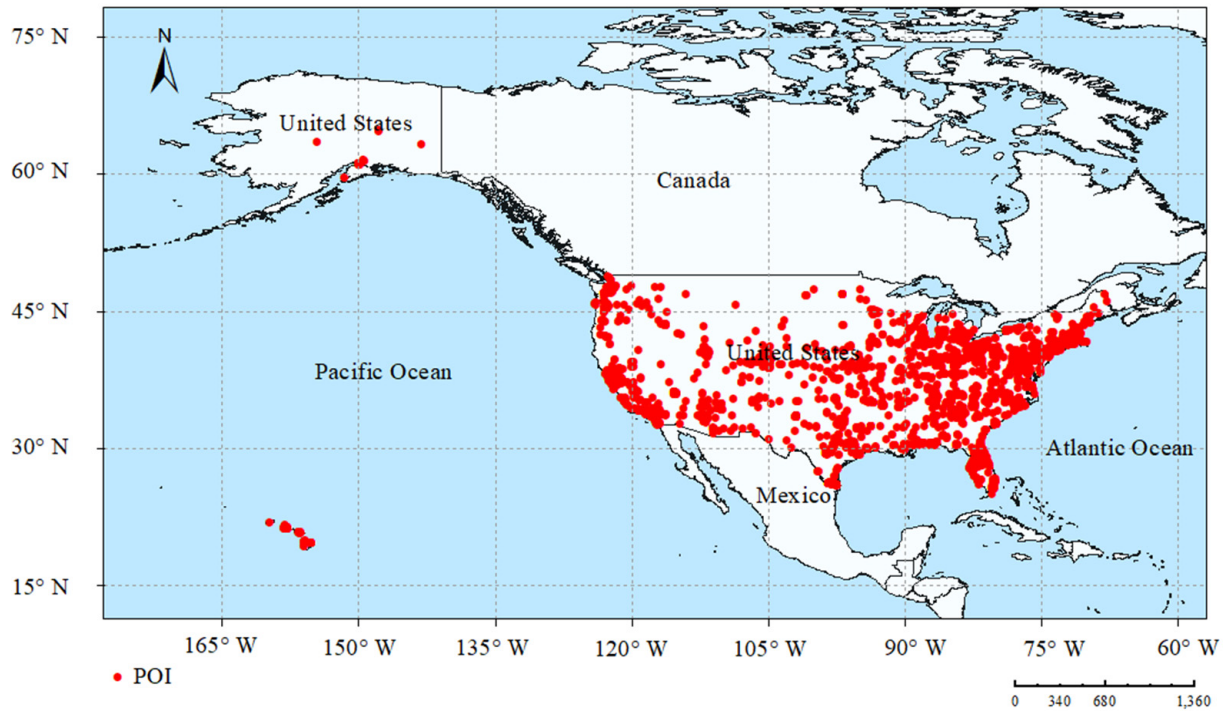 75° N
N
United States
60° N
Canada
45° N
United States
Pacific Ocean
30° N
Atlantic Ocean
Mexico
15° N
165° W
150° W
135° W
120° W
105° W
90° W
75° W
60° W
POI
0
340
680
1,360